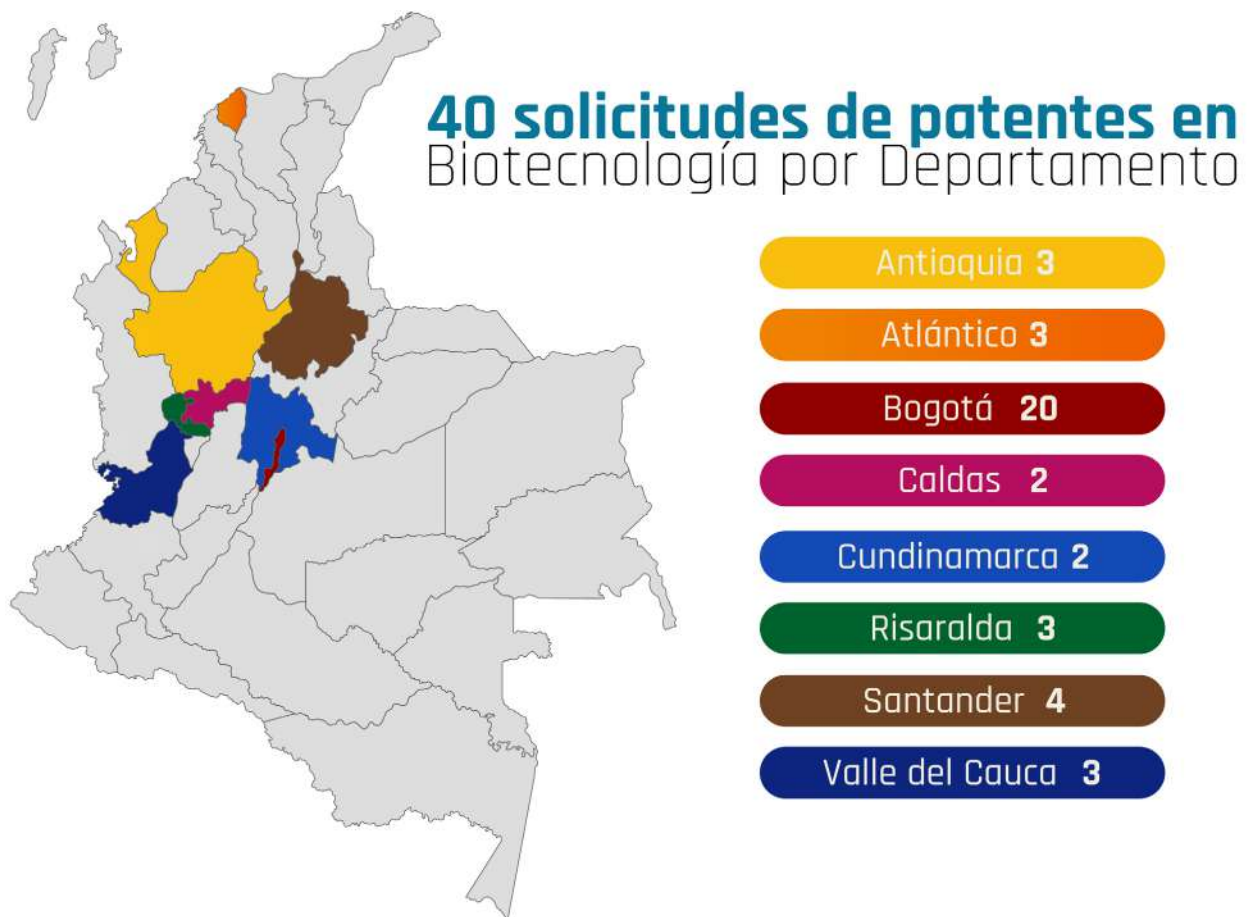 40 solicitudes de patentes en
Biotecnología por Departamento
Antioquia 3
Atlántico 3
Bogotá 20
Caldas 2
Cundinamarca 2
Risaralda 3
Santander 4
Valle del Cauca 3